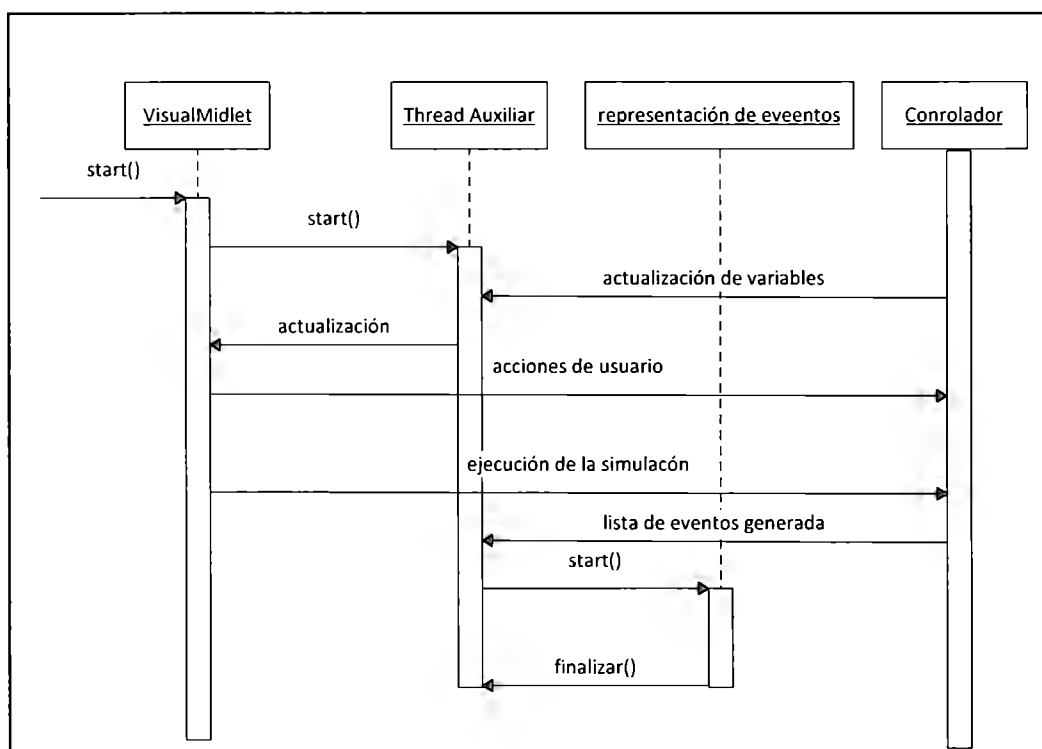 VisualMidlet
Thread Auxiliar
representación de eveentos
Conrolador
start()
start()
actualización de variables
actualización
acciones de usuario
ejecución de la simulacón
lista de eventos generada
start()
finalizar()